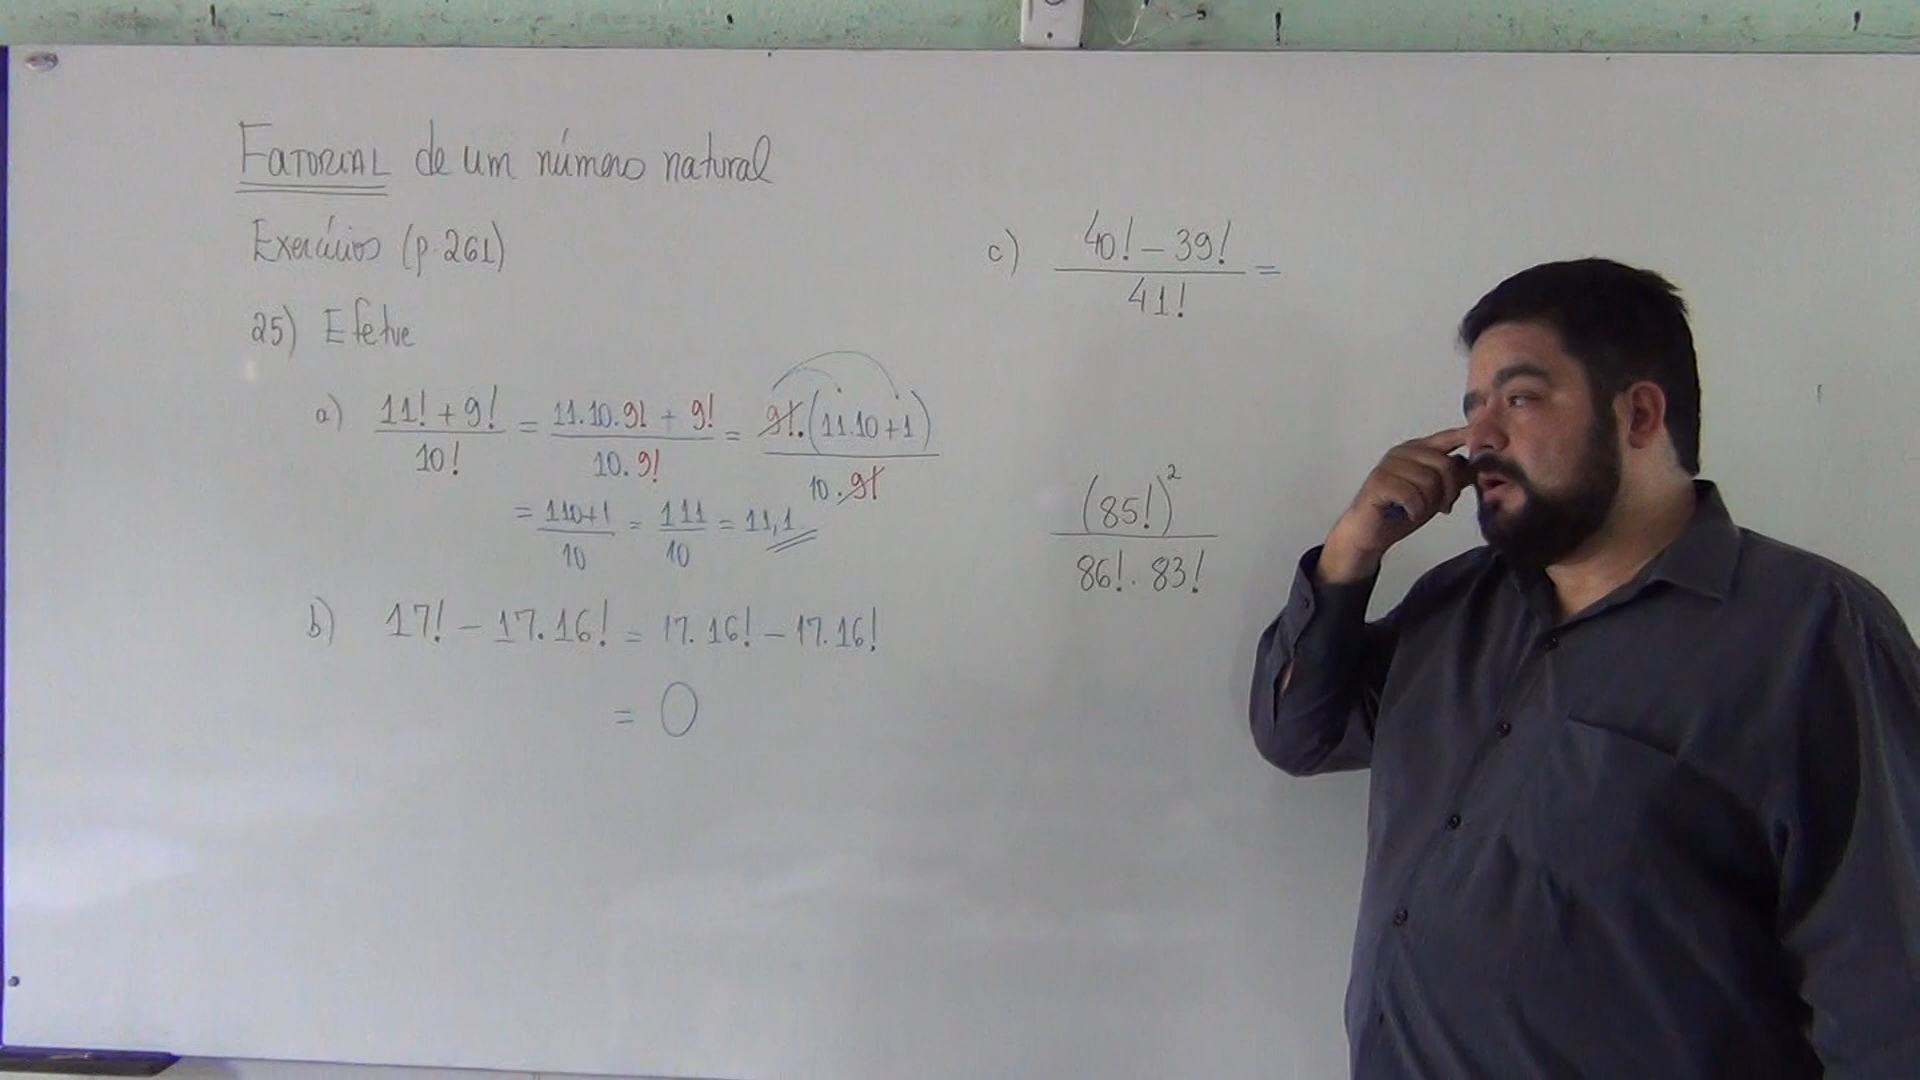 FATORIAL de um número natural
Exercícios (p.261)
25) Efetue
a) 11! + 9! / 10! = 11.10.9! + 9! / 10.9! = 9!.(11.10+1) / 10.9!
= 110+1 / 10 = 111 / 10 = 11,1
b) 17! – 17.16! = 17.16! – 17.16!
= 0
c) 40! – 39! / 41! =
(85!)² / 86!.83!